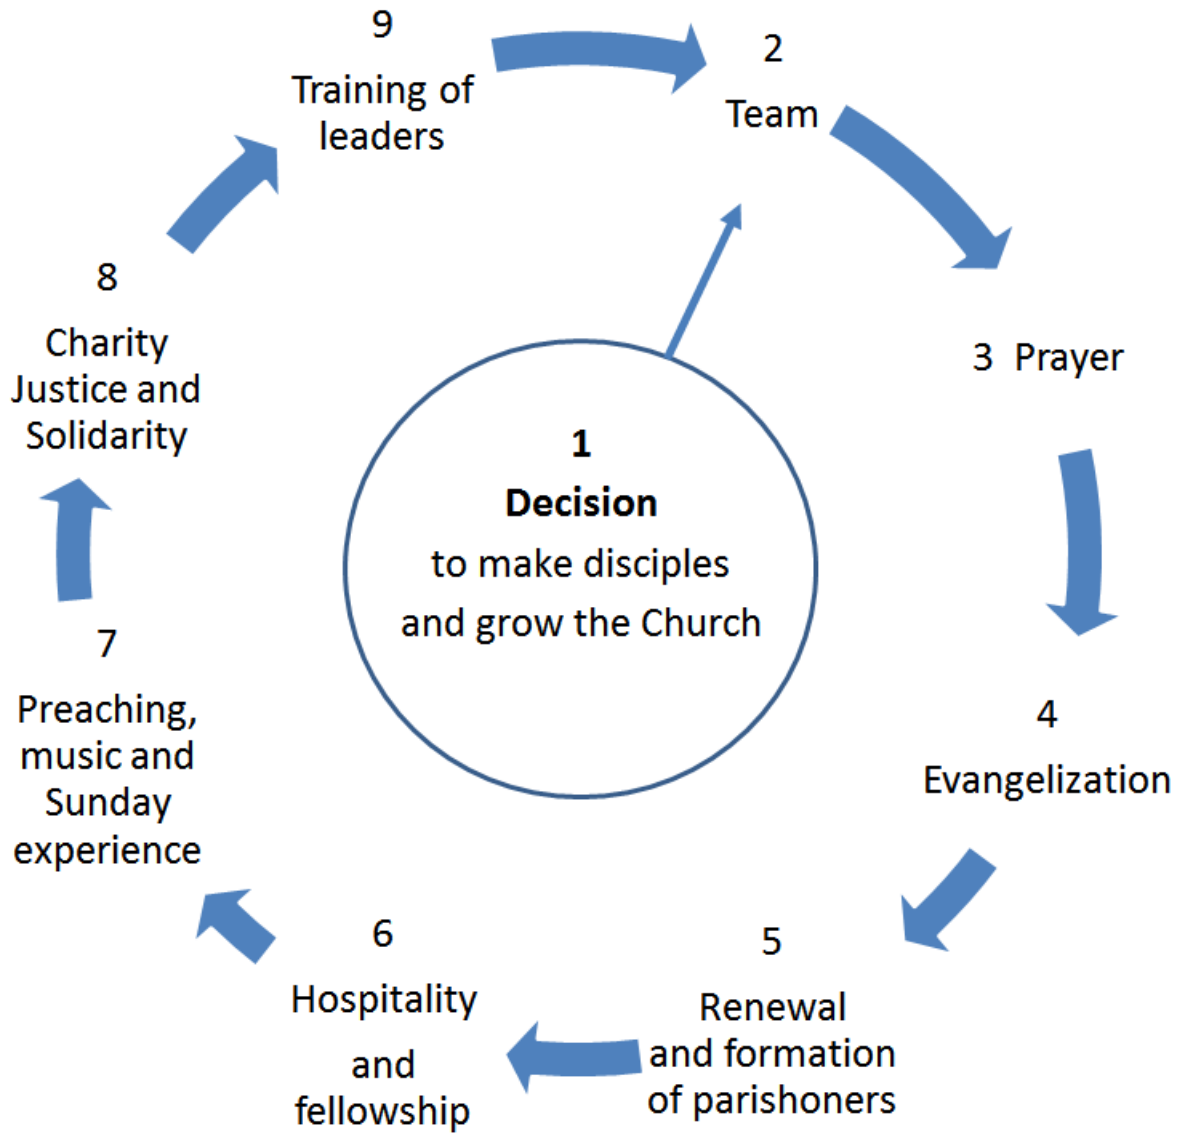 1
Decision
to make disciples
and grow the Church
2
Team
3 Prayer
4
Evangelization
5
Renewal
and formation
of parishoners
6
Hospitality
and
fellowship
7
Preaching,
music and
Sunday
experience
8
Charity
Justice and
Solidarity
9
Training of
leaders